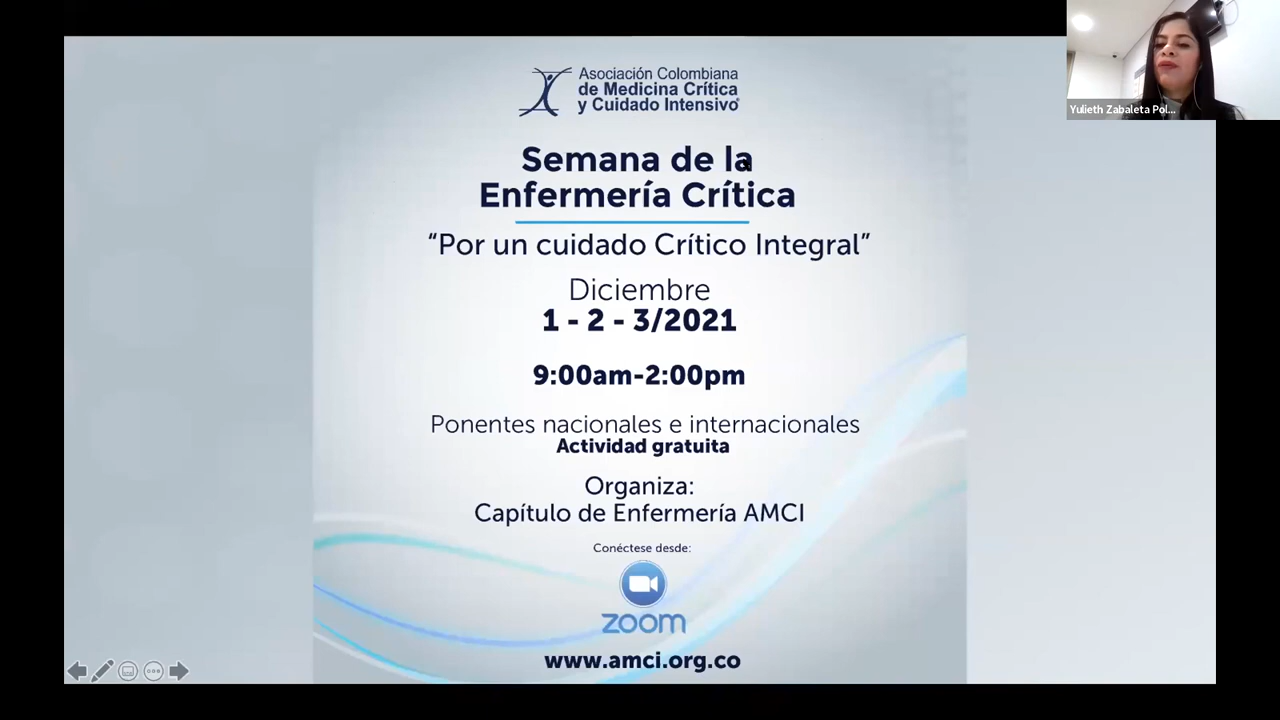 Asociación Colombiana
de Medicina Crítica
y Cuidado Intensivo
Yulieth Zabaleta Pol...
Semana de la
Enfermería Crítica
“Por un cuidado Crítico Integral”
Diciembre
1 - 2 - 3/2021
9:00am-2:00pm
Ponentes nacionales e internacionales
Actividad gratuita
Organiza:
Capítulo de Enfermería AMCI
Conéctese desde:
zoom
www.amci.org.co